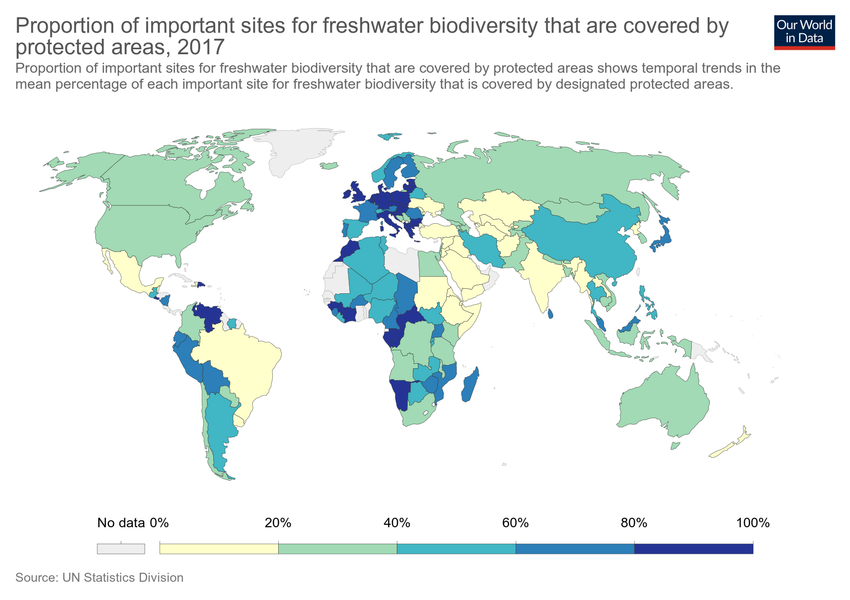 Proportion of important sites for freshwater biodiversity that are covered by
protected areas, 2017
Our World
in Data
Proportion of important sites for freshwater biodiversity that are covered by protected areas shows temporal trends in the
mean percentage of each important site for freshwater biodiversity that is covered by designated protected areas.
No data 0% 20% 40% 60% 80% 100%
Source: UN Statistics Division